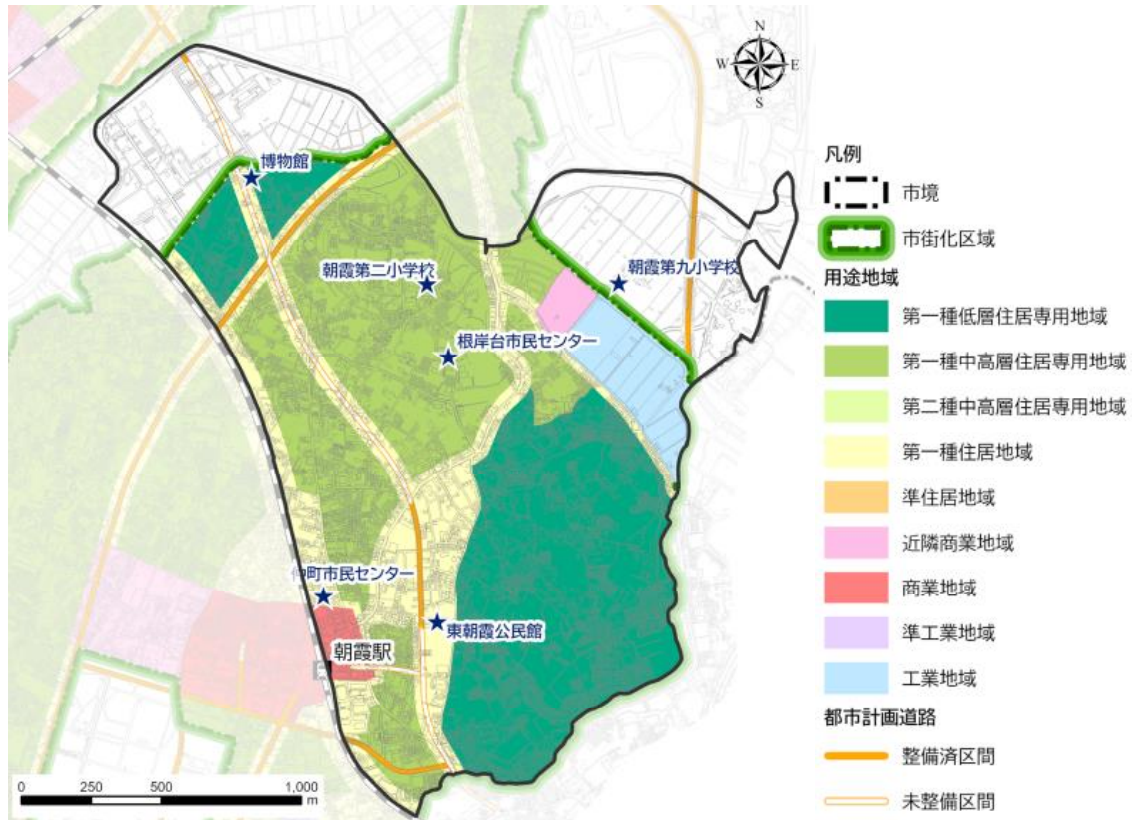 N
W
E
S
博物館
朝霞第二小学校
朝霞第九小学校
根岸台市民センター
仲町市民センター
東朝霞公民館
朝霞駅
0 250 500 1,000
m
凡例
市境
市街化区域
用途地域
第一種低層住居専用地域
第一種中高層住居専用地域
第二種中高層住居専用地域
第一種住居地域
準住居地域
近隣商業地域
商業地域
準工業地域
工業地域
都市計画道路
整備済区間
未整備区間